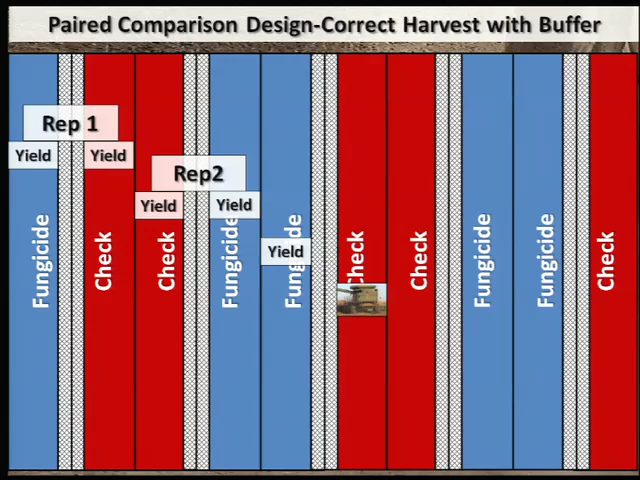 Paired Comparison Design-Correct Harvest with Buffer
Rep 1
Yield
Yield
Rep2
Yield
Yield
Yield
Fungicide
Check
Check
Fungicide
Fungicide
Check
Check
Fungicide
Fungicide
Check